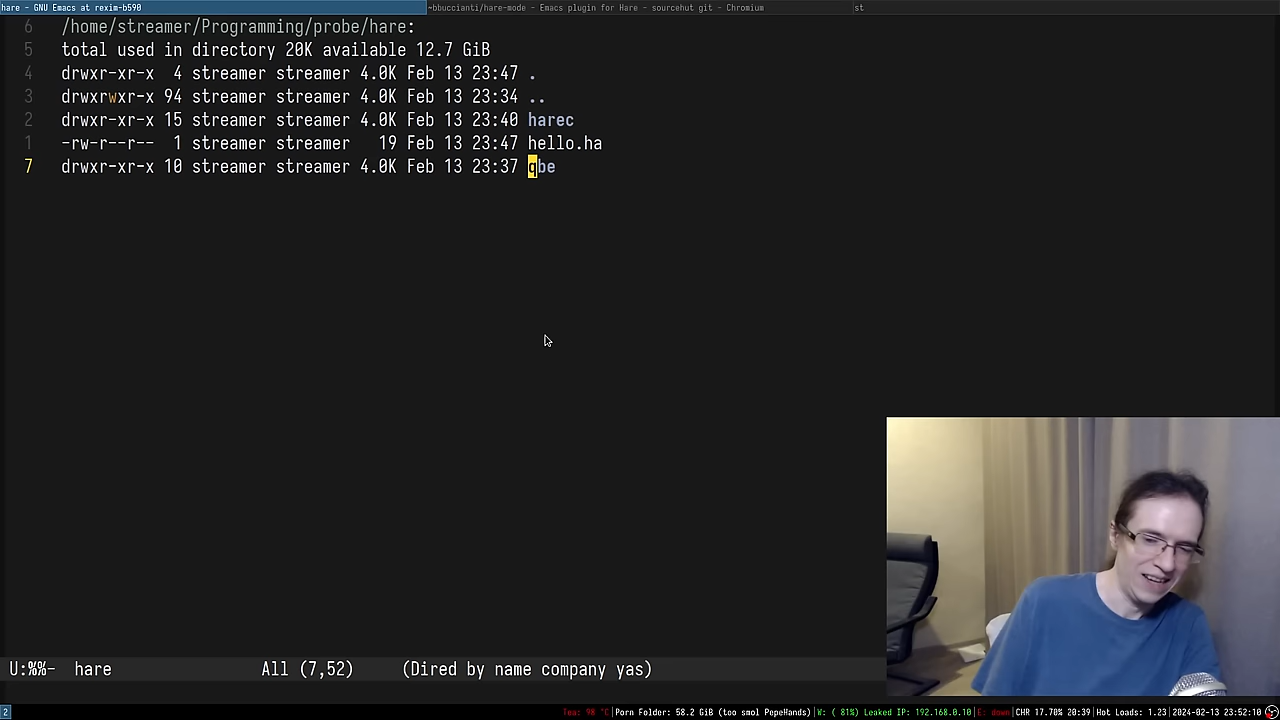 hare - GNU Emacs at rexim-b590
~bbuccianti/hare-mode - Emacs plugin for Hare - sourcehut git - Chromium
st
6 /home/streamer/Programming/probe/hare:
5 total used in directory 20K available 12.7 GiB
4 drwxr-xr-x 4 streamer streamer 4.0K Feb 13 23:47 .
3 drwxrwxr-x 94 streamer streamer 4.0K Feb 13 23:34 ..
2 drwxr-xr-x 15 streamer streamer 4.0K Feb 13 23:40 harec
1 -rw-r--r-- 1 streamer streamer 19 Feb 13 23:47 hello.ha
7 drwxr-xr-x 10 streamer streamer 4.0K Feb 13 23:37 qbe
U:%%- hare All (7,52) (Dired by name company yas)
2 Tmp: 98 °C|Porn Folder: 58.2 GiB (too smol PepeHands)|W: ( 81%) Leaked IP: 192.168.0.10|E: down|CHR 17.70% 20:39|Hot Loads: 1.23|2024-02-13 23:52:10